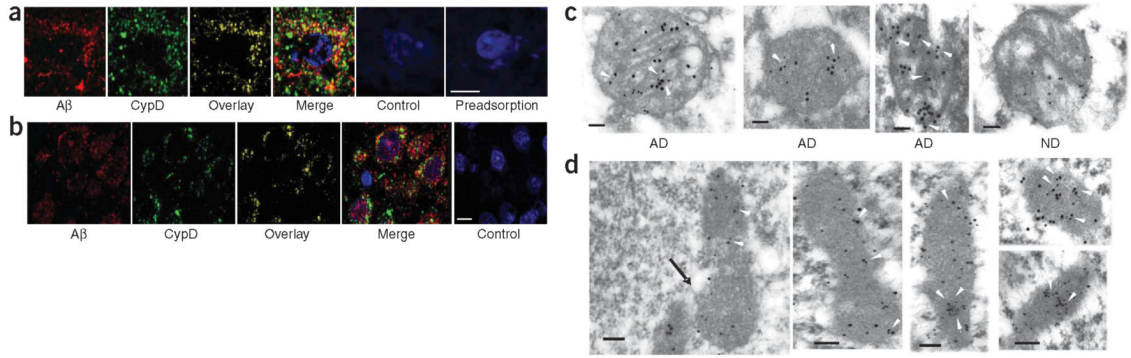 a
Aβ CypD Overlay Merge Control Preadsorption
b
Aβ CypD Overlay Merge Control
c
AD AD AD ND
d